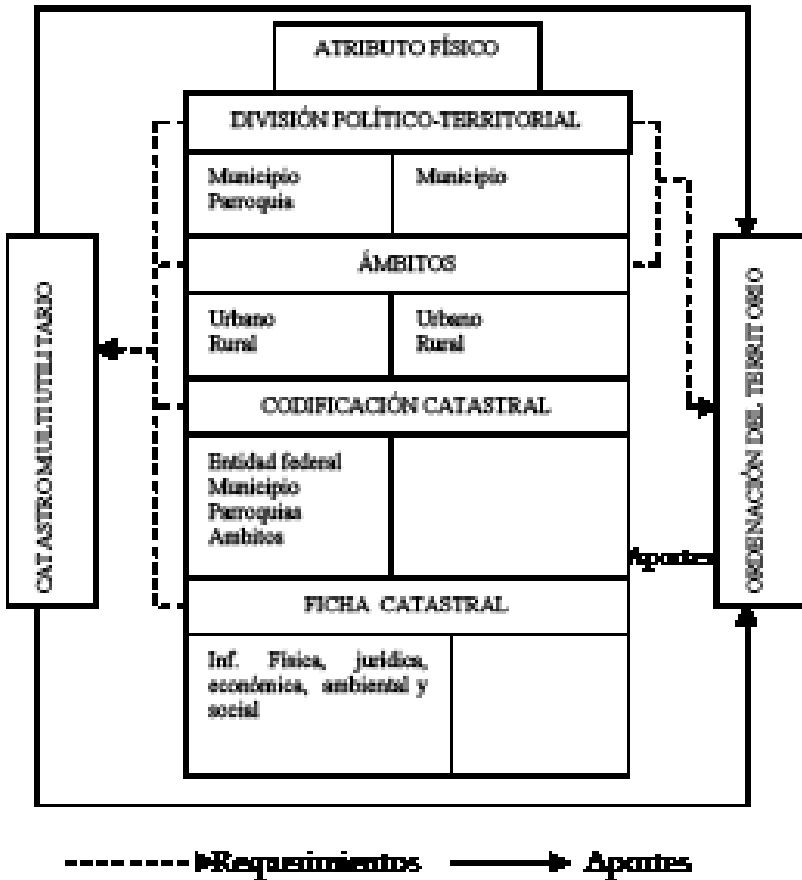 ATRIBUTO FÍSICO
DIVISIÓN POLÍTICO-TERRITORIAL
Municipio
Parroquia
Municipio
ÁMBITOS
Urbano
Rural
Urbano
Rural
CODIFICACIÓN CATASTRAL
Entidad federal
Municipio
Parroquias
Ambitos
FICHA CATASTRAL
Inf. Física, jurídica,
económica, ambiental y
social
CATASTRO MULTIUTILITARIO
ORDENACIÓN DEL TERRITORIO
Aportes
Requerimientos
Aportes